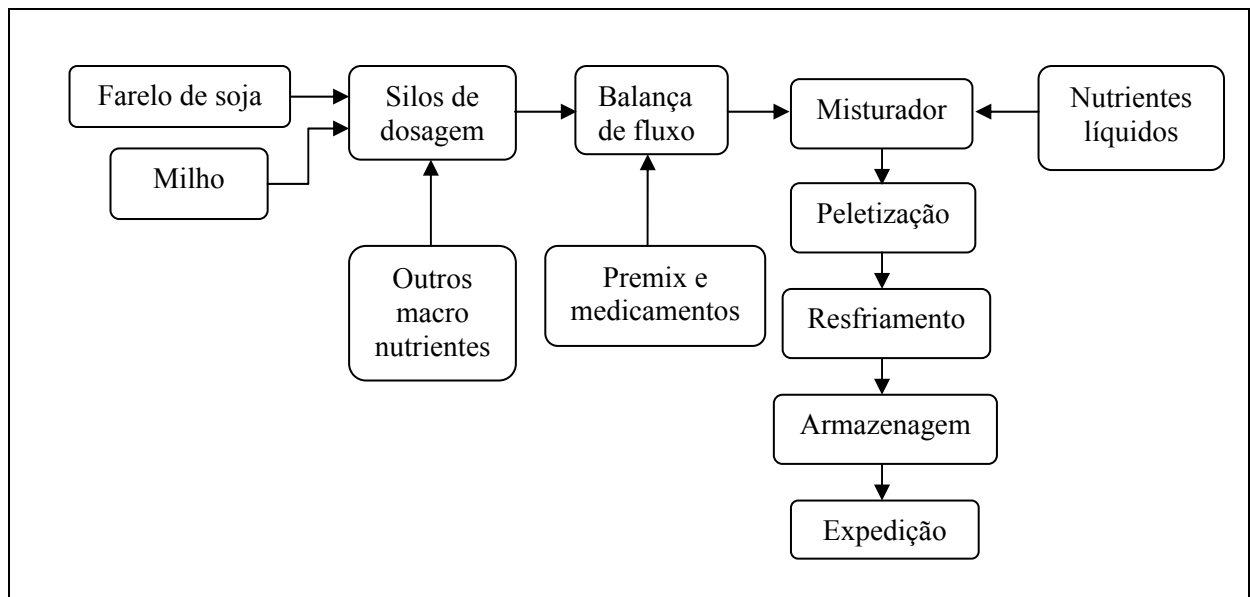 Farelo de soja
Milho
Silos de
dosagem
Outros
macro
nutrientes
Balança
de fluxo
Premix e
medicamentos
Misturador
Nutrientes
líquidos
Peletização
Resfriamento
Armazenagem
Expedição